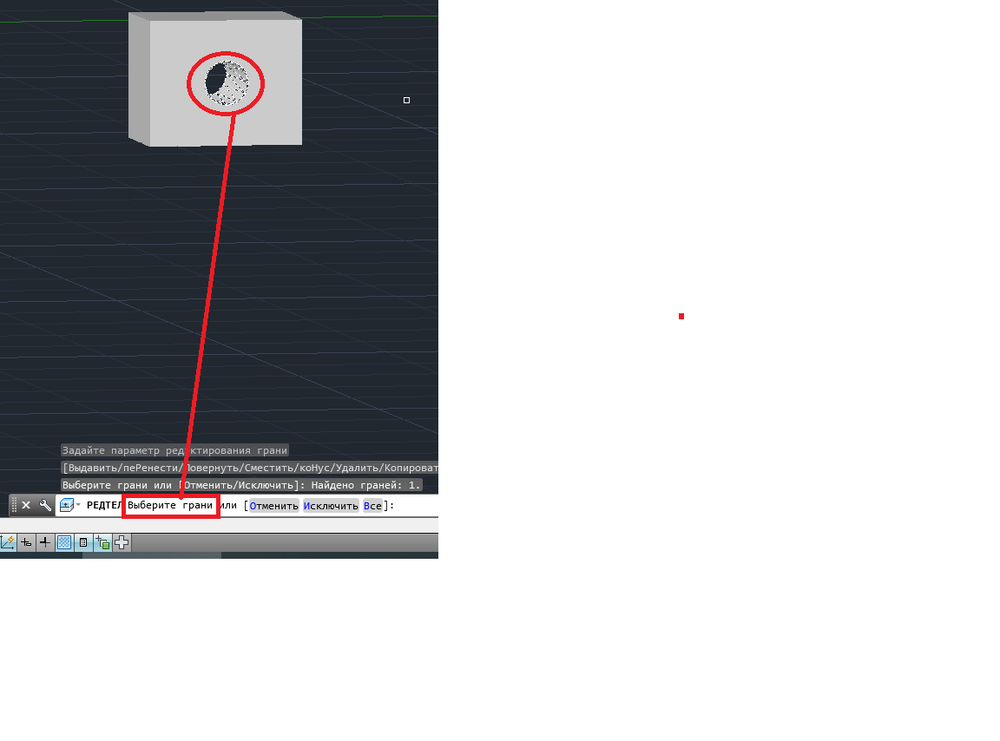 Задайте параметр редактирования грани
[Выдавить/пеРенести/Повернуть/Сместить/коНус/Удалить/Копироват
Выберите грани или [Отменить/Исключить]: Найдено граней: 1.
РЕДТЕЛ Выберите грани или [Отменить Исключить Все]: